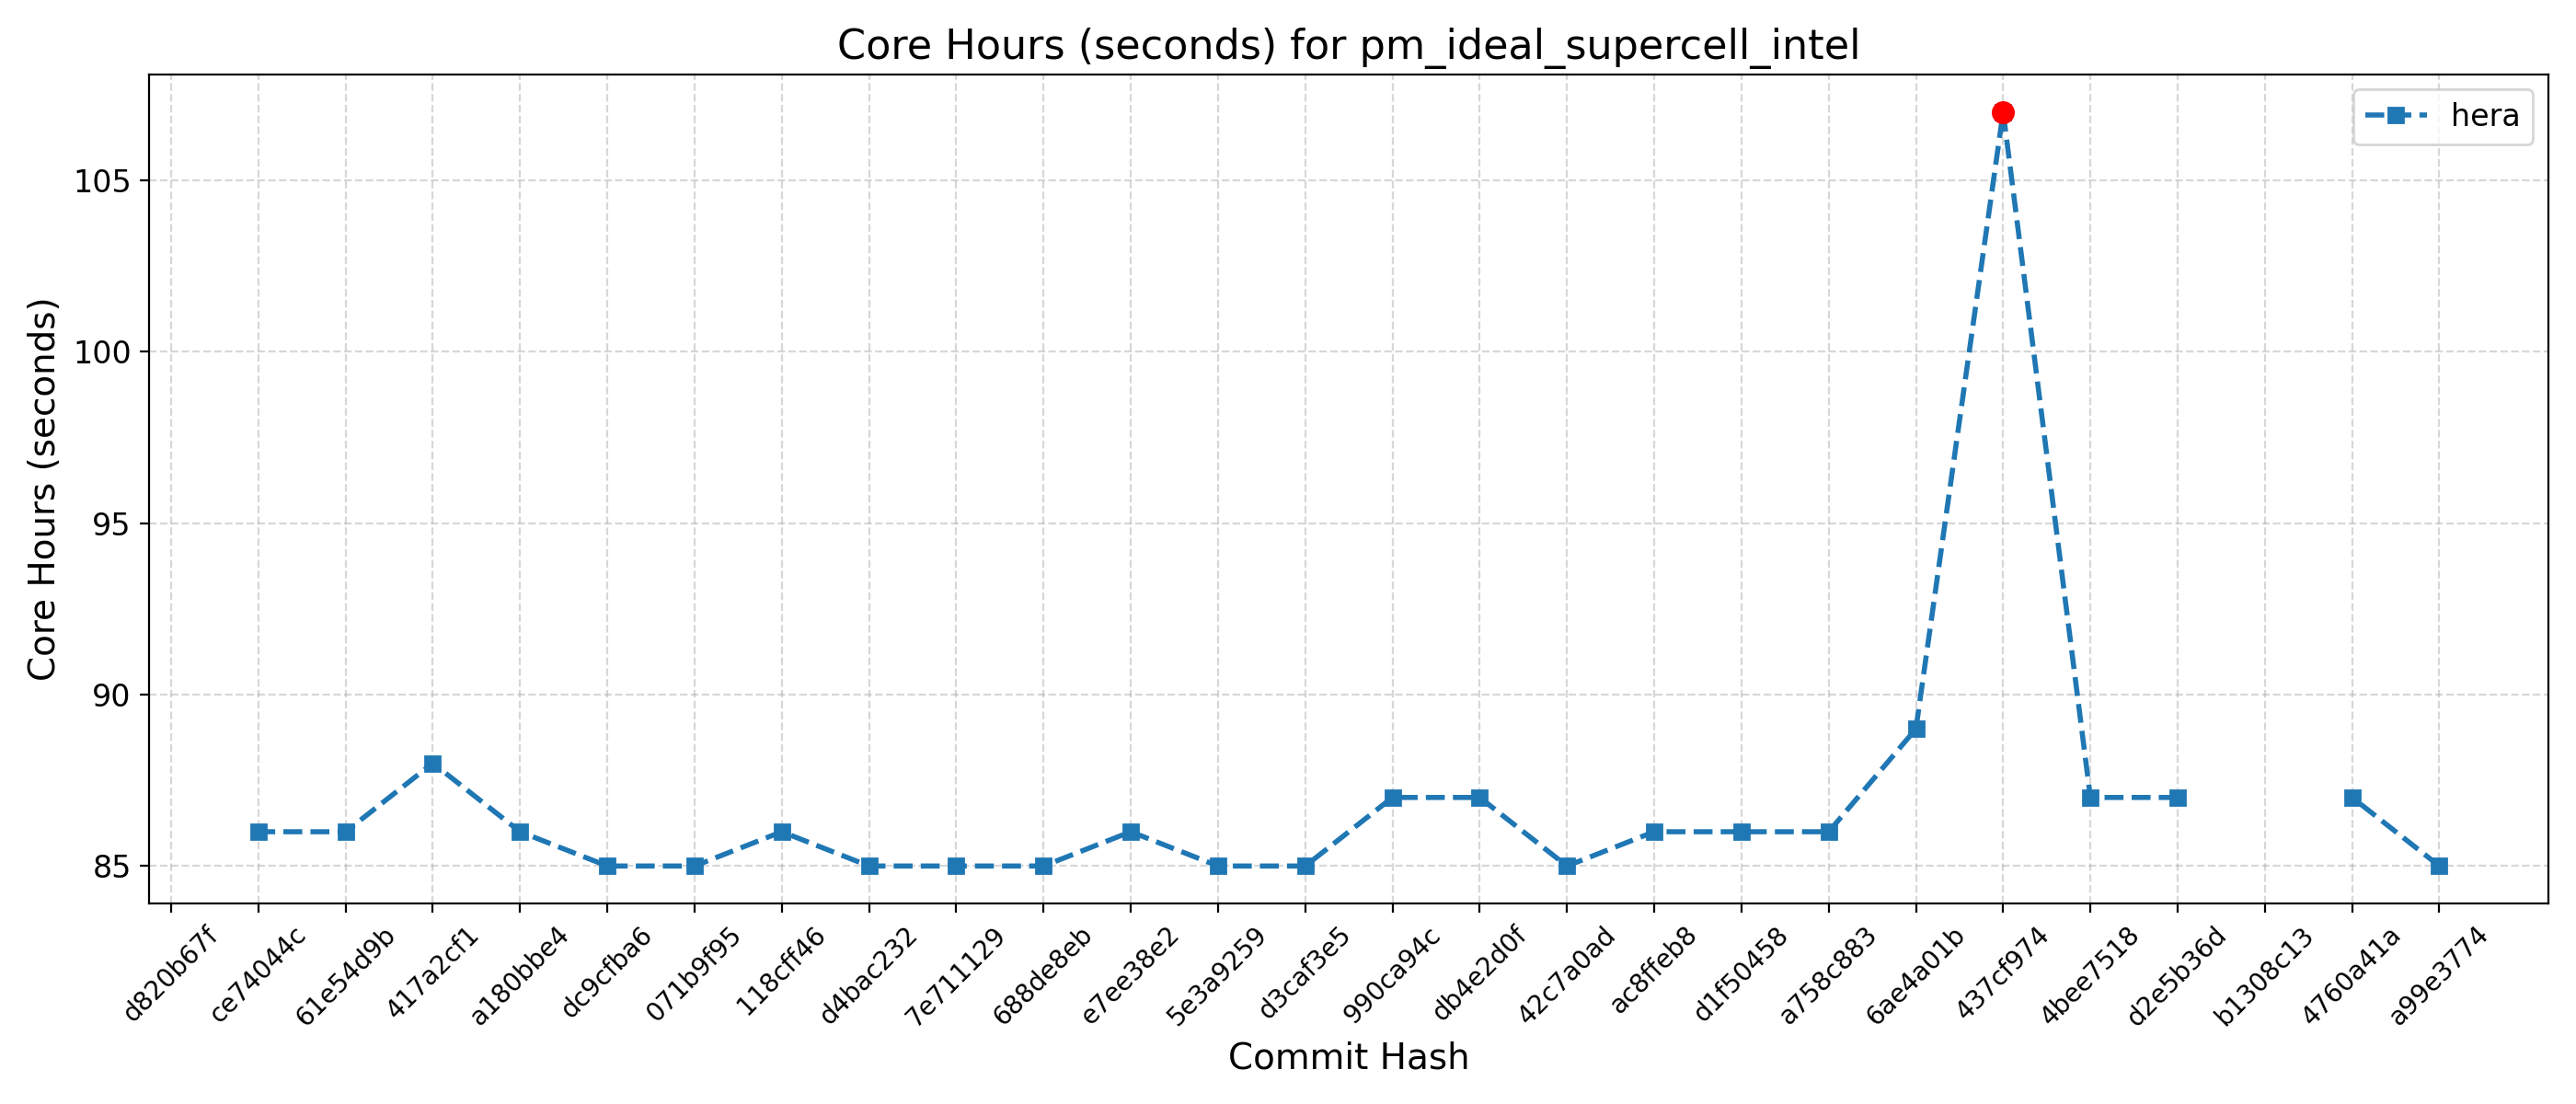 Core Hours (seconds) for pm_ideal_supercell_intel
hera
Core Hours (seconds)
105
100
95
90
85
d820b67f
ce74044c
61e54d9b
417a2cf1
a180bbe4
dc9cfba6
071b9f95
118cff46
d4bac232
7e711129
688de8eb
e7ee38e2
5e3a9259
d3caf3e5
990ca94c
db4e2d0f
42c7a0ad
ac8ffeb8
d1f50458
a758c883
6ae4a01b
437cf974
4bee7518
d2e5b36d
b1308c13
4760a41a
a99e3774
Commit Hash